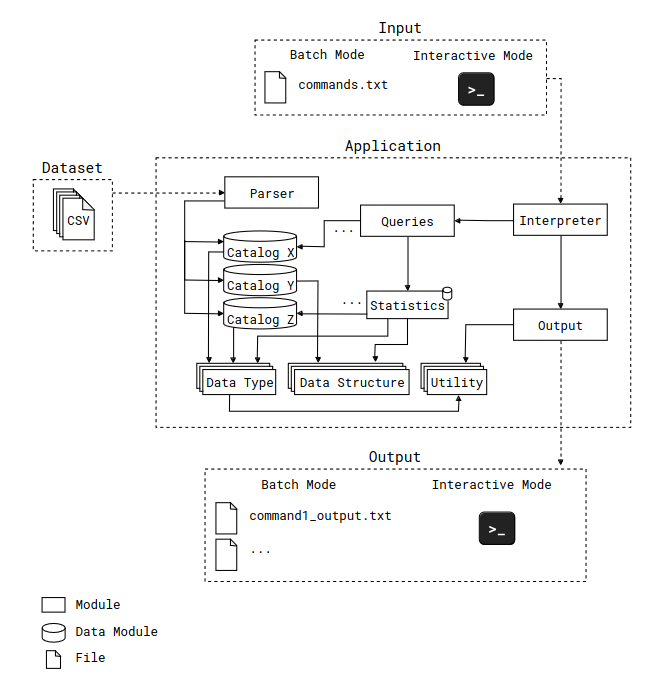 Input
Batch Mode
Interactive Mode
commands.txt
>_
Application
Dataset
CSV
Parser
Queries
Interpreter
...
Catalog X
Catalog Y
Catalog Z
...
Statistics
Output
Data Type
Data Structure
Utility
Output
Batch Mode
Interactive Mode
command1_output.txt
>_
...
Module
Data Module
File